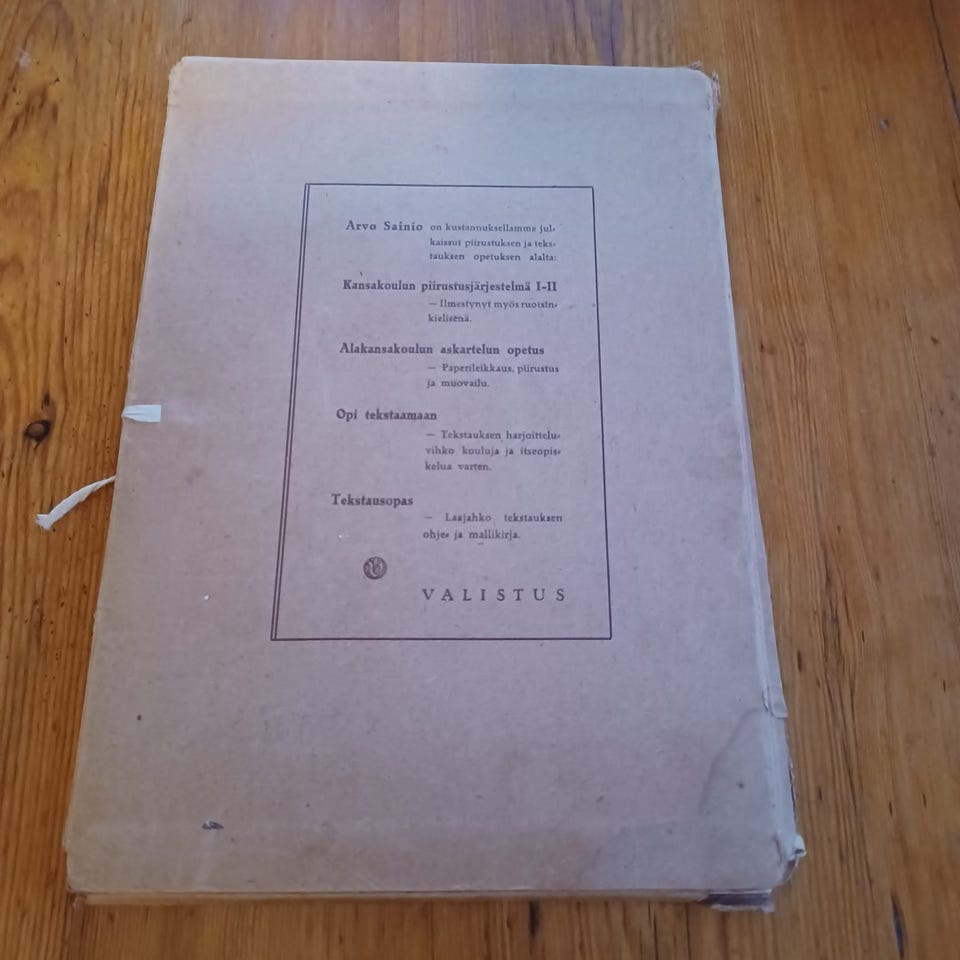 Arvo Sainio on kustannuksellamme jul-
kaissut piirustuksen ja teks-
tauksen opetuksen alalta:
Kansakoulun piirustusjärjestelmä I-II
— Ilmestynyt myös ruotsin-
kielisenä.
Alakansakoulun askartelun opetus
— Paperileikkaus, piirustus
ja muovailu.
Opi tekstaamaan
— Tekstauksen harjoittelu-
vihko kouluja ja itseopis-
kelua varten.
Tekstausopas
— Laajahko tekstauksen
ohje- ja mallikirja.
VALISTUS